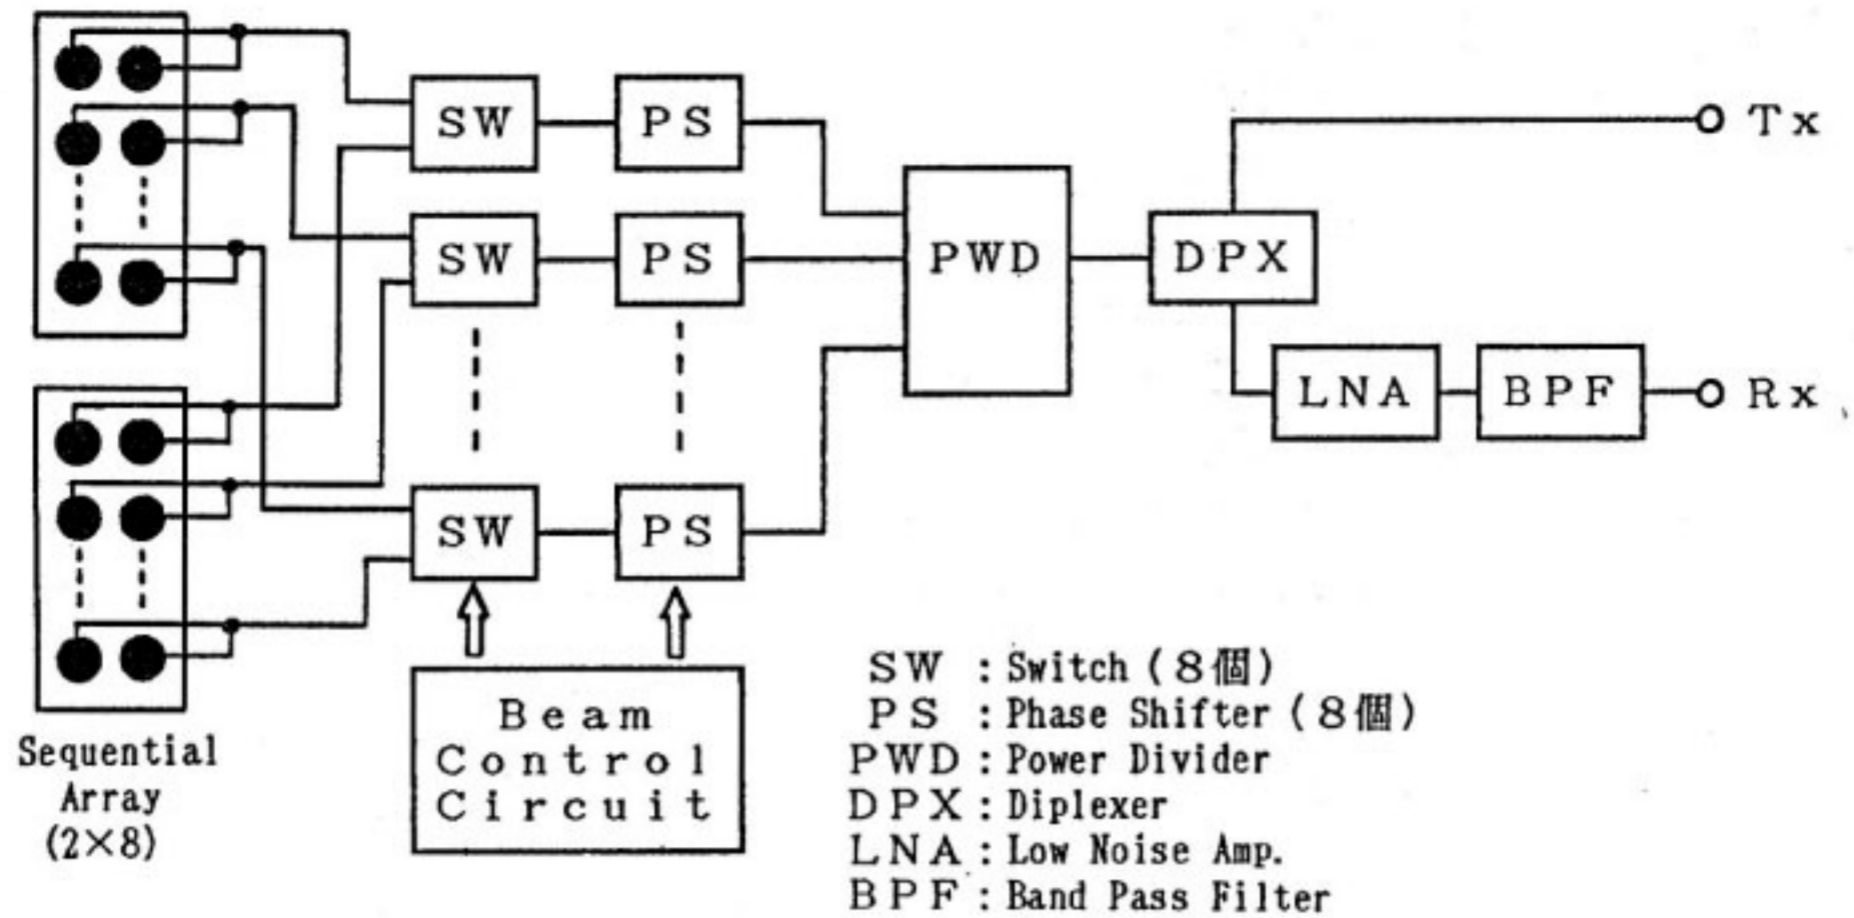 SW
PS
Tx
SW
PS
PWD
DPX
LNA
BPF
Rx
SW
PS
Beam
Control
Circuit
Sequential
Array
(2×8)
SW : Switch (8個)
PS : Phase Shifter (8個)
PWD : Power Divider
DPX : Diplexer
LNA : Low Noise Amp.
BPF : Band Pass Filter